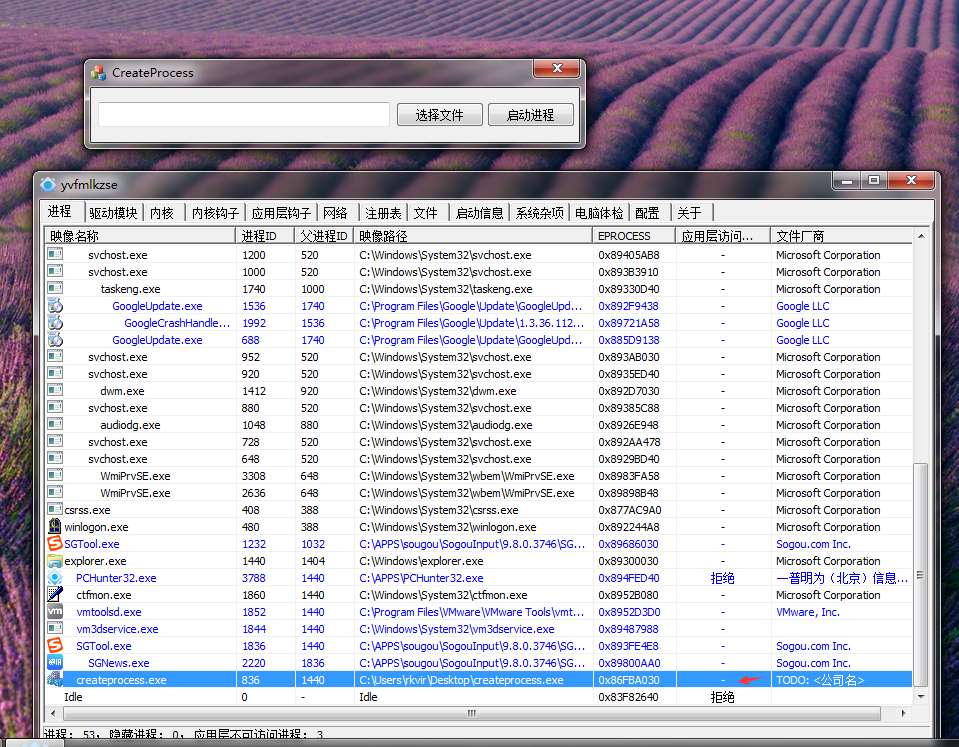 CreateProcess
选择文件 启动进程
yvfmlkzse
进程 驱动模块 内核 内核钩子 应用层钩子 网络 注册表 文件 启动信息 系统杂项 电脑体检 配置 关于
映像名称 进程ID 父进程ID 映像路径 EPROCESS 应用层访问... 文件厂商
svchost.exe 1200 520 C:\Windows\System32\svchost.exe 0x89405AB8 - Microsoft Corporation
svchost.exe 1000 520 C:\Windows\System32\svchost.exe 0x893B3910 - Microsoft Corporation
taskeng.exe 1740 1000 C:\Windows\System32\taskeng.exe 0x89330D40 - Microsoft Corporation
GoogleUpdate.exe 1536 1740 C:\Program Files\Google\Update\GoogleUpd... 0x892F9438 - Google LLC
GoogleCrashHandle... 1992 1536 C:\Program Files\Google\Update\1.3.36.112... 0x89721A58 - Google LLC
GoogleUpdate.exe 688 1740 C:\Program Files\Google\Update\GoogleUpd... 0x885D9138 - Google LLC
svchost.exe 952 520 C:\Windows\System32\svchost.exe 0x893AB030 - Microsoft Corporation
svchost.exe 920 520 C:\Windows\System32\svchost.exe 0x8935ED40 - Microsoft Corporation
dwm.exe 1412 920 C:\Windows\System32\dwm.exe 0x892D7030 - Microsoft Corporation
svchost.exe 880 520 C:\Windows\System32\svchost.exe 0x89385C88 - Microsoft Corporation
audiodg.exe 1048 880 C:\Windows\System32\audiodg.exe 0x8926E948 - Microsoft Corporation
svchost.exe 728 520 C:\Windows\System32\svchost.exe 0x892AA478 - Microsoft Corporation
svchost.exe 648 520 C:\Windows\System32\svchost.exe 0x8929BD40 - Microsoft Corporation
WmiPrvSE.exe 3308 648 C:\Windows\System32\wbem\WmiPrvSE.exe 0x8983FA58 - Microsoft Corporation
WmiPrvSE.exe 2636 648 C:\Windows\System32\wbem\WmiPrvSE.exe 0x89898B48 - Microsoft Corporation
csrss.exe 408 388 C:\Windows\System32\csrss.exe 0x877AC9A0 - Microsoft Corporation
winlogon.exe 480 388 C:\Windows\System32\winlogon.exe 0x892244A8 - Microsoft Corporation
SGTool.exe 1232 1032 C:\APPS\sougou\SogouInput\9.8.0.3746\SG... 0x89686030 - Sogou.com Inc.
explorer.exe 1440 1404 C:\Windows\explorer.exe 0x89300030 - Microsoft Corporation
PCHunter32.exe 3788 1440 C:\APPS\PCHunter32.exe 0x894FED40 拒绝 一普明为（北京）信息...
ctfmon.exe 1860 1440 C:\Windows\System32\ctfmon.exe 0x8952B080 - Microsoft Corporation
vm vmtoolsd.exe 1852 1440 C:\Program Files\VMware\VMware Tools\vmt... 0x8952D3D0 - VMware, Inc.
vm3dservice.exe 1844 1440 C:\Windows\System32\vm3dservice.exe 0x89487988 -
SGTool.exe 1836 1440 C:\APPS\sougou\SogouInput\9.8.0.3746\SG... 0x893FE4E8 - Sogou.com Inc.
SGNews.exe 2220 1836 C:\APPS\sougou\SogouInput\9.8.0.3746\SG... 0x89800AA0 - Sogou.com Inc.
createprocess.exe 836 1440 C:\Users\rkvir\Desktop\createprocess.exe 0x86FBA030 - TODO: <公司名>
Idle 0 - Idle 0x83F82640 拒绝
进程: 53, 隐藏进程: 0, 应用层不可访问进程: 3